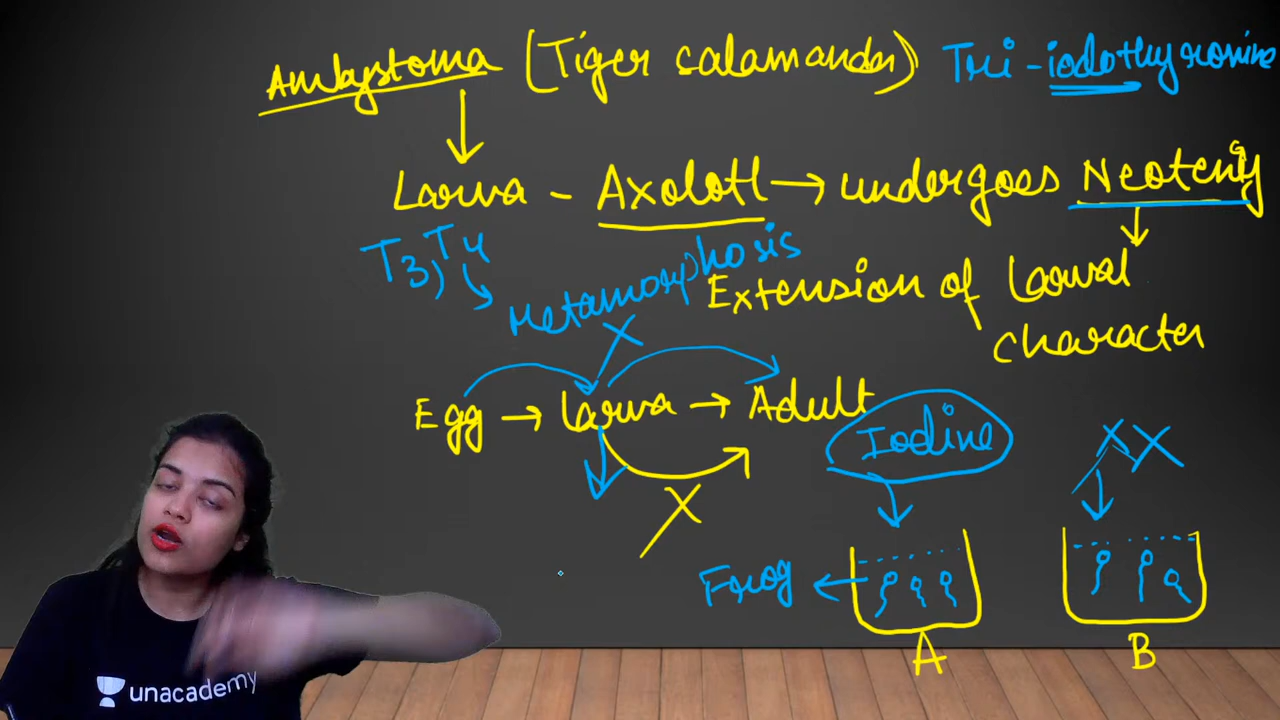 Ambystoma (Tiger salamander) Tri-iodothyronine
Larva - Axolotl → undergoes Neoteny
T3, T4
Metamorphosis
Extension of Larval
character
X
Egg → Larva → Adult
X
Iodine
XX
Frog
A
B
unacademy